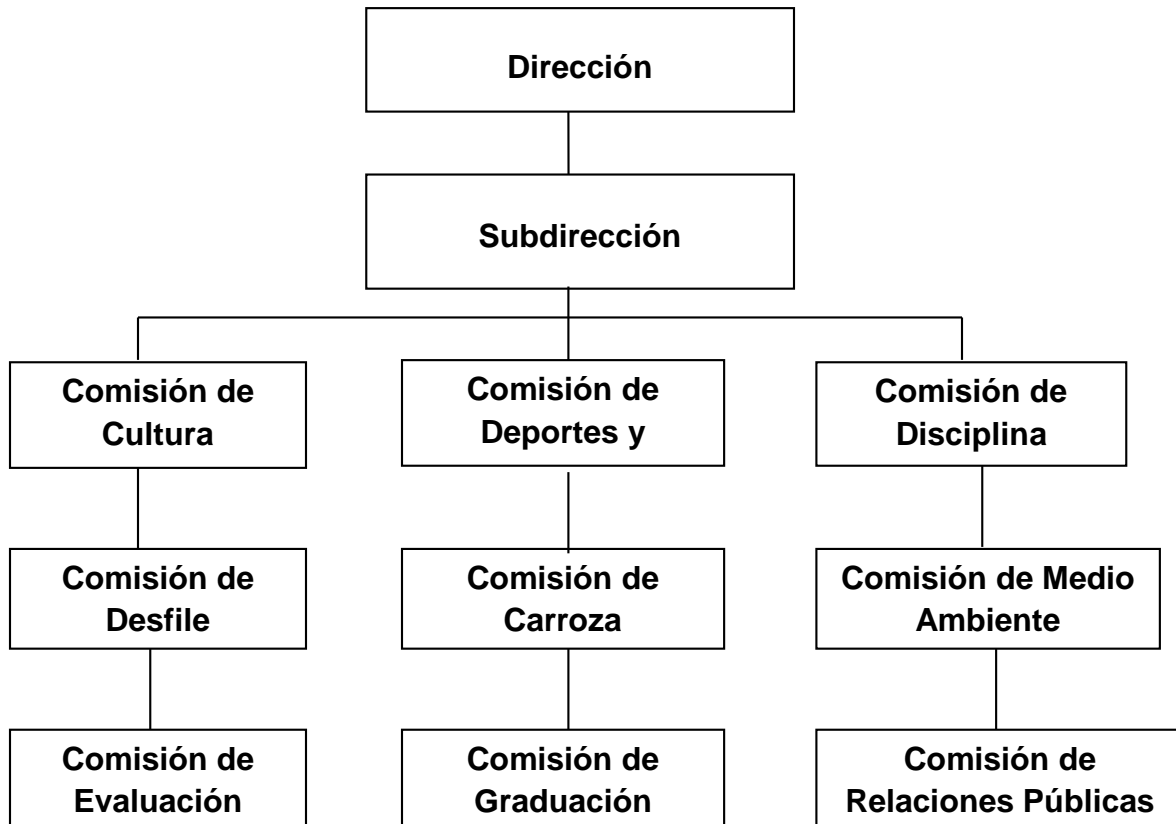 Dirección
Subdirección
Comisión de
Cultura
Comisión de
Deportes y
Comisión de
Disciplina
Comisión de
Desfile
Comisión de
Carroza
Comisión de Medio
Ambiente
Comisión de
Evaluación
Comisión de
Graduación
Comisión de
Relaciones Públicas